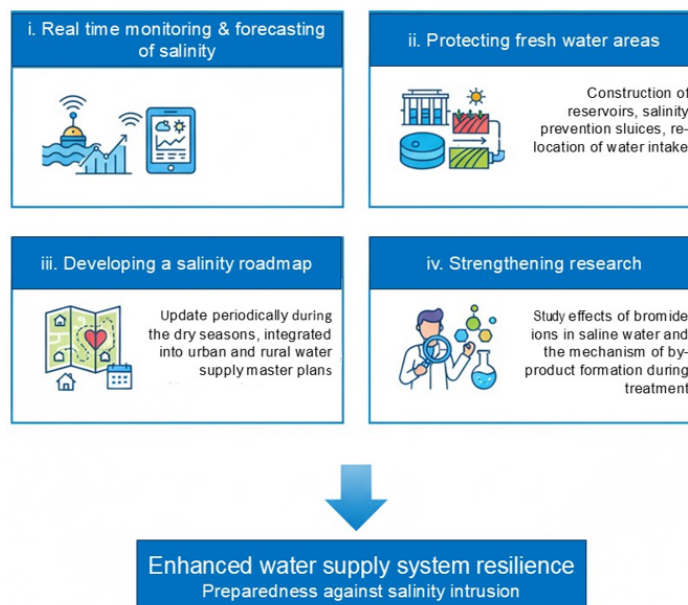 i. Real time monitoring & forecasting
of salinity
ii. Protecting fresh water areas
Construction of
reservoirs, salinity
prevention sluices, re-
location of water intake
iii. Developing a salinity roadmap
Update periodically during
the dry seasons, integrated
into urban and rural water
supply master plans
iv. Strengthening research
Study effects of bromide
ions in saline water and
the mechanism of by-
product formation during
treatment
Enhanced water supply system resilience
Preparedness against salinity intrusion